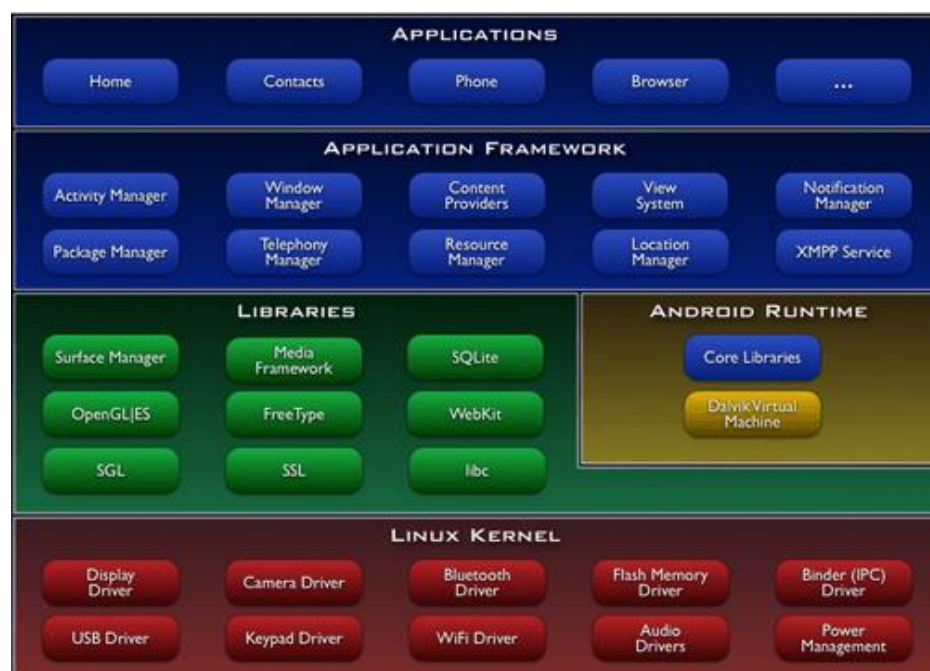 APPLICATIONS
Home
Contacts
Phone
Browser
...
APPLICATION FRAMEWORK
Activity Manager
Window
Manager
Content
Providers
View
System
Notification
Manager
Package Manager
Telephony
Manager
Resource
Manager
Location
Manager
XMPP Service
LIBRARIES
Surface Manager
Media
Framework
SQLite
OpenGL|ES
FreeType
WebKit
SGL
SSL
libc
ANDROID RUNTIME
Core Libraries
Dalvik Virtual
Machine
LINUX KERNEL
Display
Driver
Camera Driver
Bluetooth
Driver
Flash Memory
Driver
Binder (IPC)
Driver
USB Driver
Keypad Driver
WiFi Driver
Audio
Drivers
Power
Management